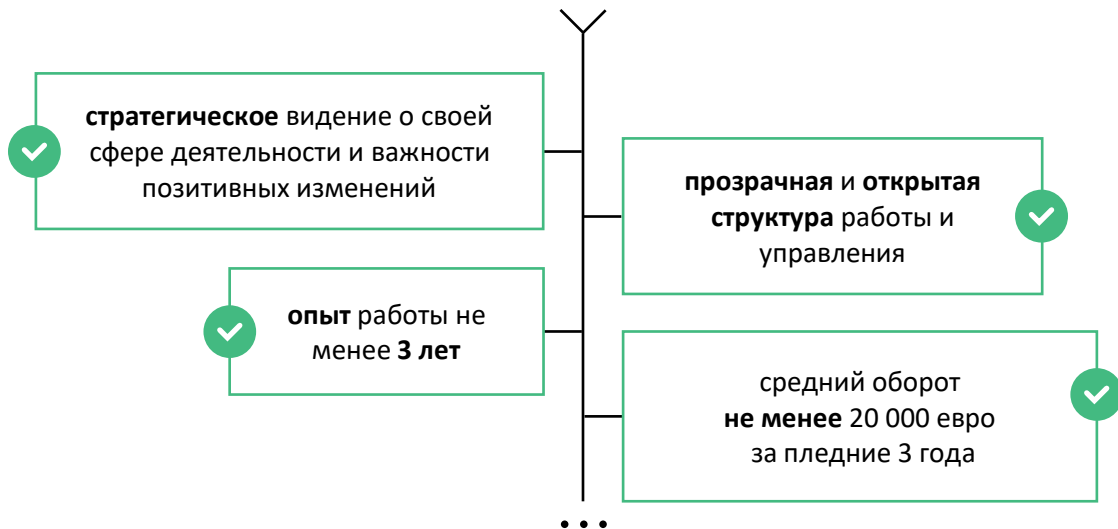 стратегическое видение о своей
сфере деятельности и важности
позитивных изменений
прозрачная и открытая
структура работы и
управления
опыт работы не
менее 3 лет
средний оборот
не менее 20 000 евро
за пледние 3 года
...